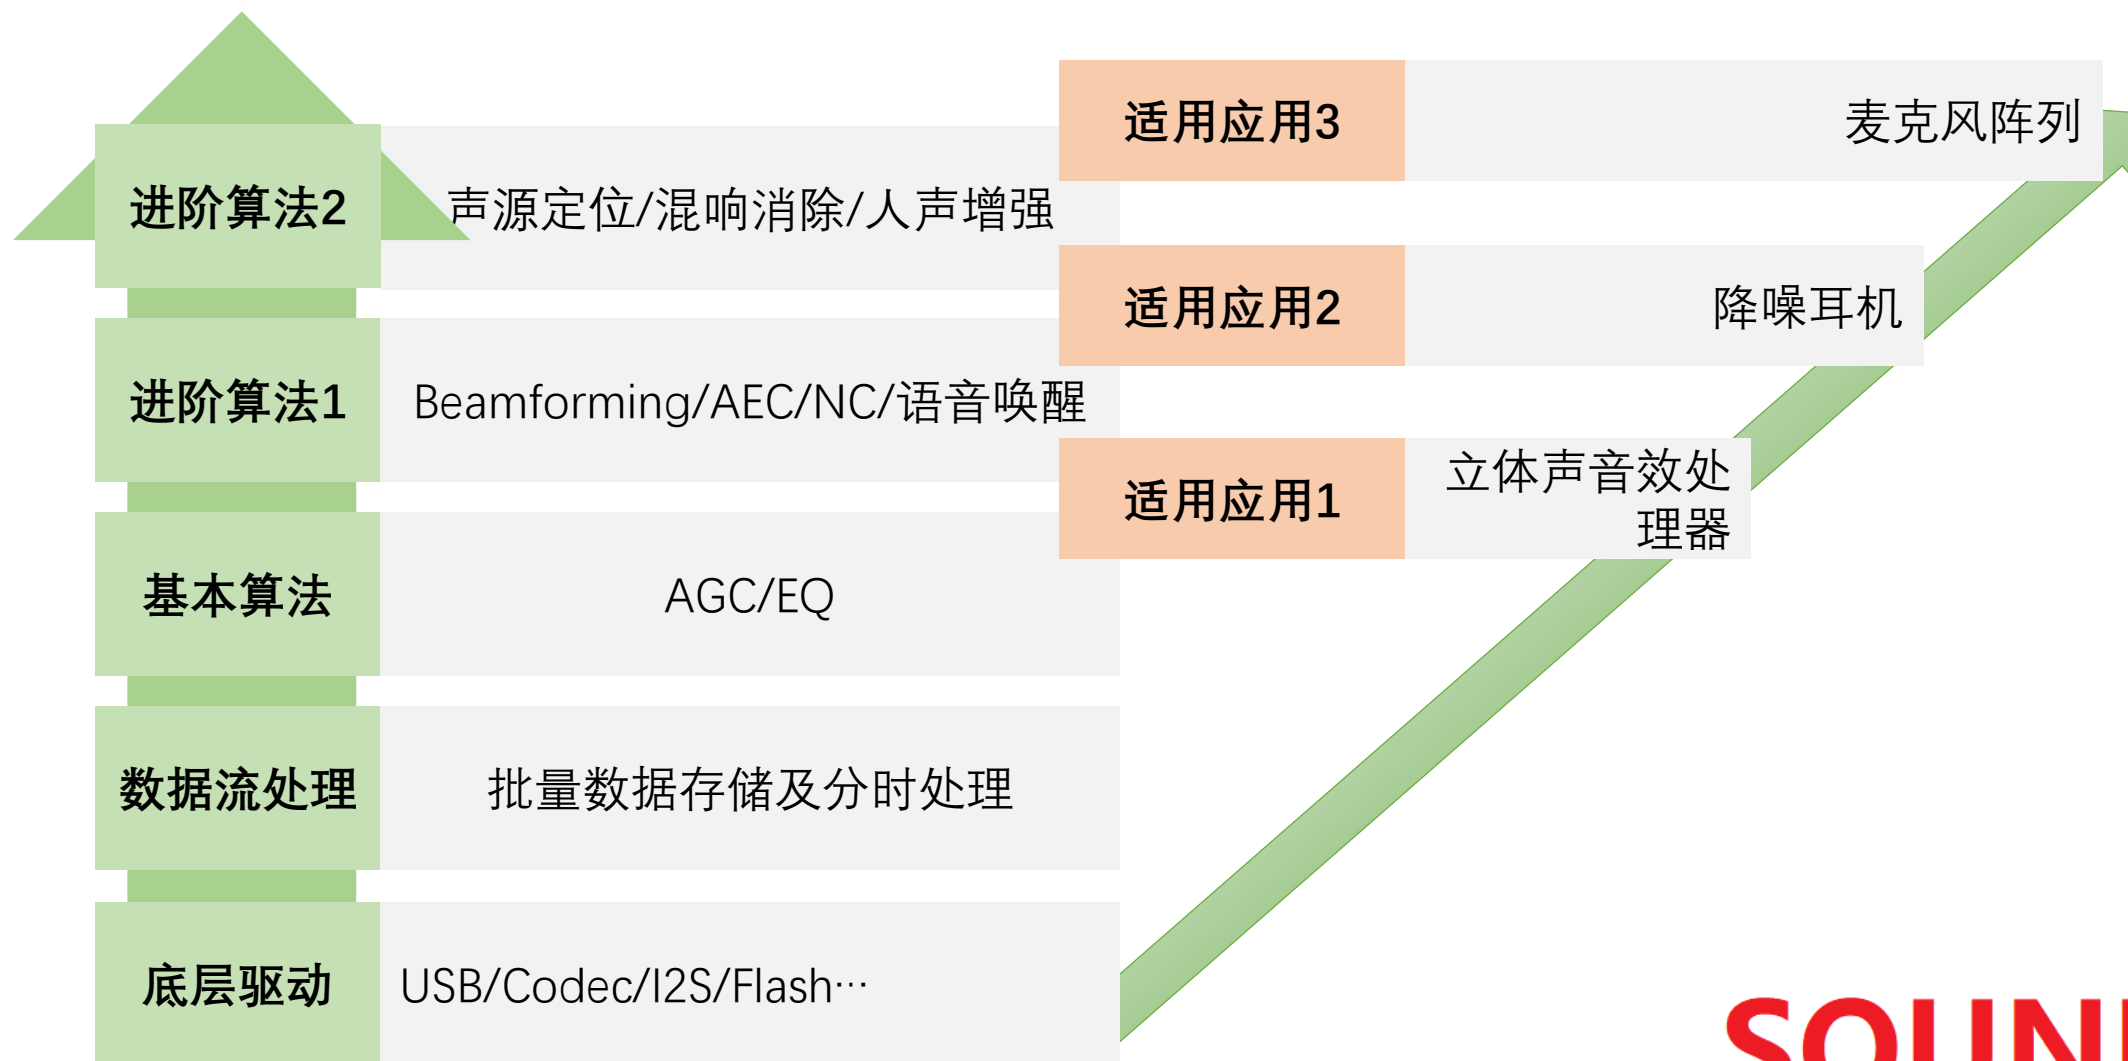 适用应用3
麦克风阵列
进阶算法2
声源定位/混响消除/人声增强
适用应用2
降噪耳机
进阶算法1
Beamforming/AEC/NC/语音唤醒
适用应用1
立体声音效处
理器
基本算法
AGC/EQ
数据流处理
批量数据存储及分时处理
底层驱动
USB/Codec/I2S/Flash…